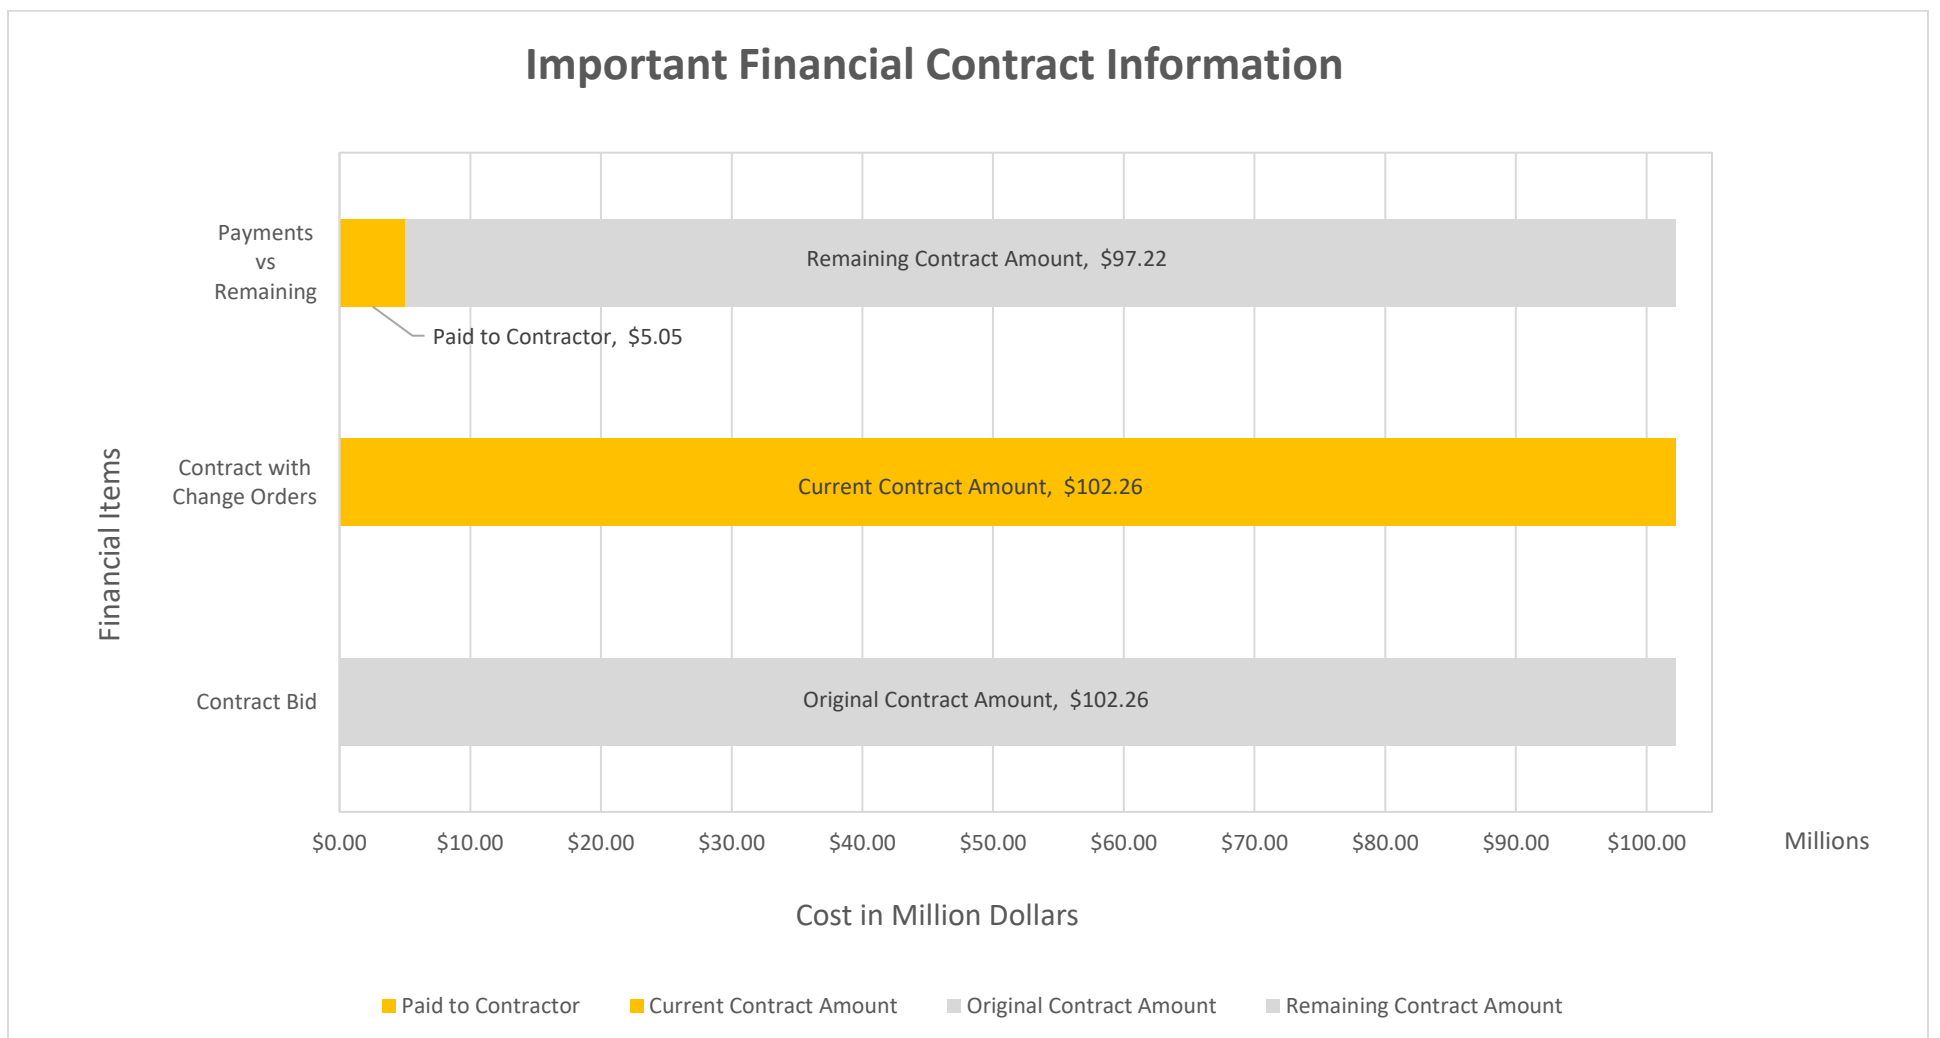 Important Financial Contract Information
Payments
vs
Remaining
Remaining Contract Amount,  $97.22
Paid to Contractor,  $5.05
Financial Items
Contract with
Change Orders
Current Contract Amount,  $102.26
Contract Bid
Original Contract Amount,  $102.26
$0.00 $10.00 $20.00 $30.00 $40.00 $50.00 $60.00 $70.00 $80.00 $90.00 $100.00 Millions
Cost in Million Dollars
Paid to Contractor Current Contract Amount Original Contract Amount Remaining Contract Amount